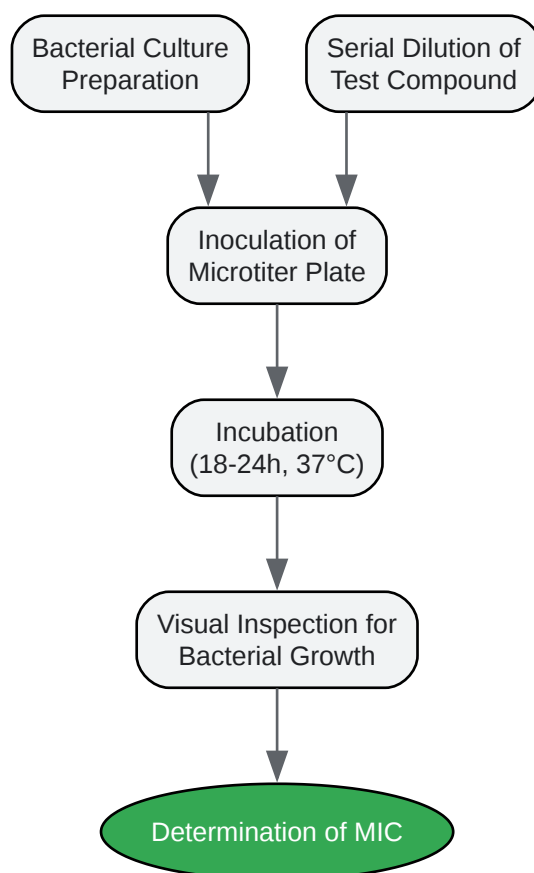 Bacterial Culture
Preparation
Serial Dilution of
Test Compound
Inoculation of
Microtiter Plate
Incubation
(18-24h, 37°C)
Visual Inspection for
Bacterial Growth
Determination of MIC